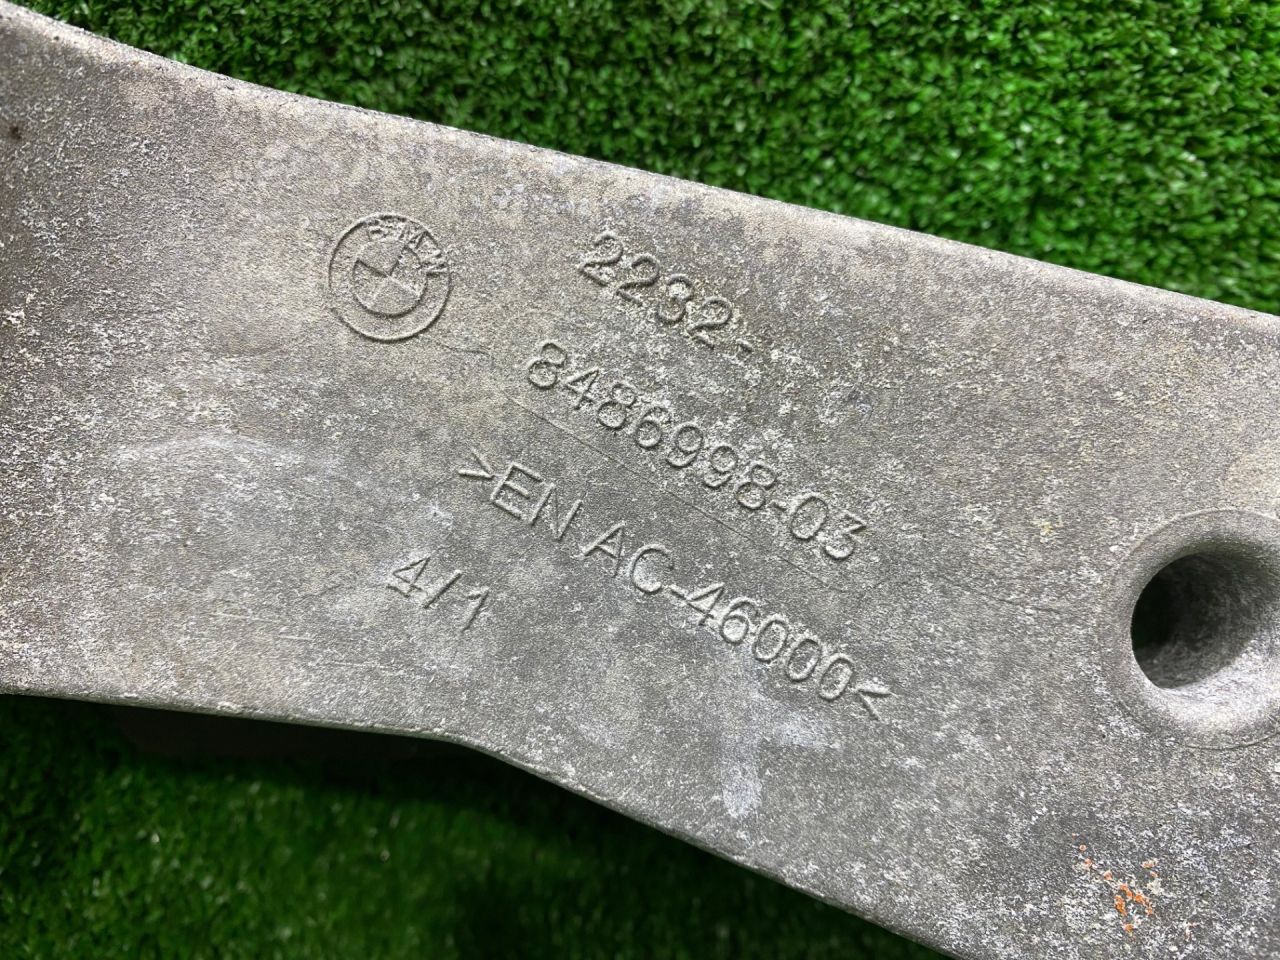 BMW
2232-
8486998-03
>EN AC-46000<
4/1